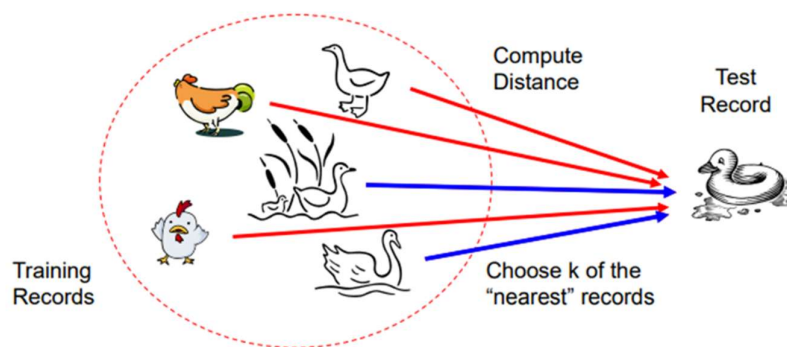 Compute
Distance
Test
Record
Training
Records
Choose k of the
“nearest” records